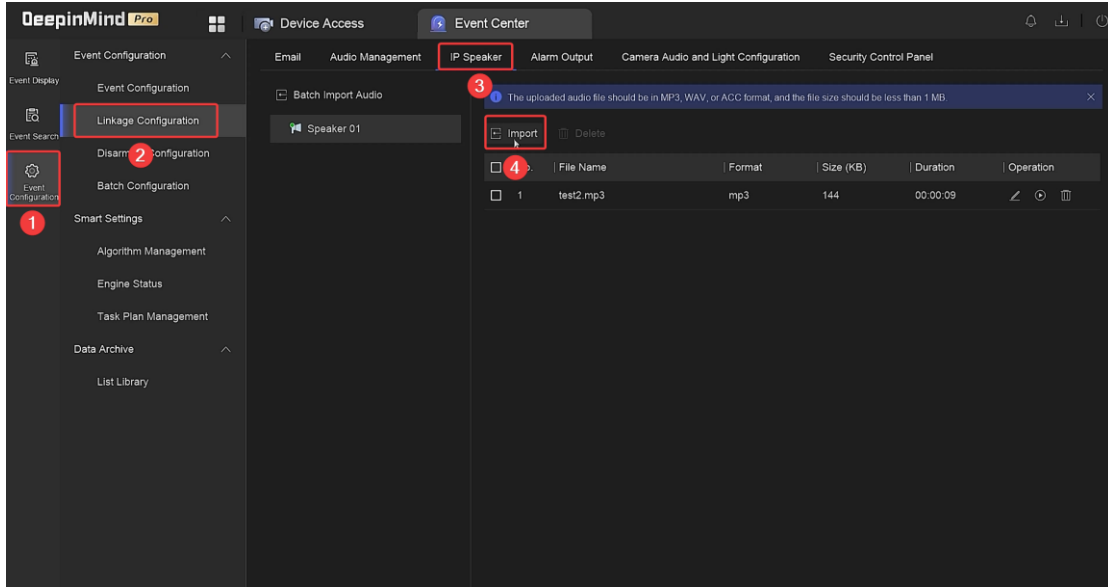 DeepinMind Pro
Device Access
Event Center
Event Display
Event Search
Event Configuration
1
Event Configuration
Event Configuration
Linkage Configuration
2
Disarm Configuration
Batch Configuration
Smart Settings
Algorithm Management
Engine Status
Task Plan Management
Data Archive
List Library
Email Audio Management IP Speaker Alarm Output Camera Audio and Light Configuration Security Control Panel
3
Batch Import Audio
Speaker 01
The uploaded audio file should be in MP3, WAV, or ACC format, and the file size should be less than 1 MB.
Import Delete
4
File Name Format Size (KB) Duration Operation
1 test2.mp3 mp3 144 00:00:09